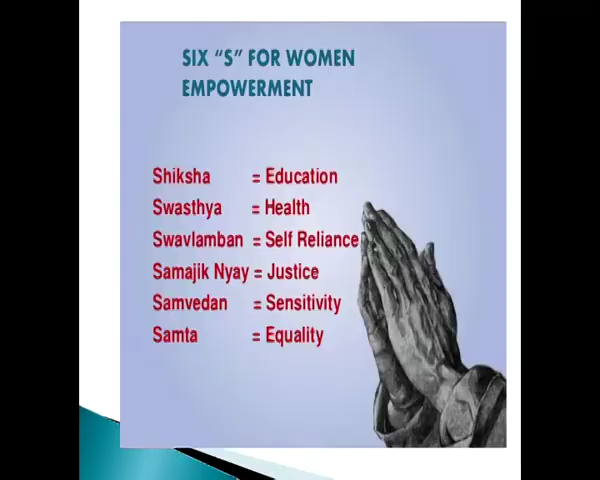 SIX “S” FOR WOMEN
EMPOWERMENT
Shiksha = Education
Swasthya = Health
Swavlamban = Self Reliance
Samajik Nyay = Justice
Samvedan = Sensitivity
Samta = Equality